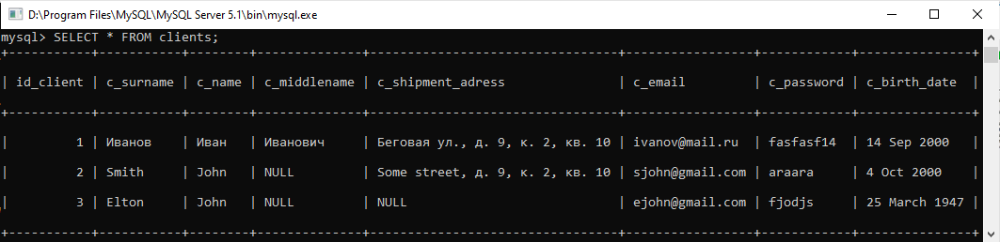 D:\Program Files\MySQL\MySQL Server 5.1\bin\mysql.exe
mysql> SELECT * FROM clients;
+-----------+-----------+--------+--------------+---------------------------------+-----------------+------------+---------------+
| id_client | c_surname | c_name | c_middlename | c_shipment_adress               | c_email         | c_password | c_birth_date  |
+-----------+-----------+--------+--------------+---------------------------------+-----------------+------------+---------------+
|         1 | Иванов    | Иван   | Иванович     | Беговая ул., д. 9, к. 2, кв. 10 | ivanov@mail.ru  | fasfasf14  | 14 Sep 2000   |
|         2 | Smith     | John   | NULL         | Some street, д. 9, к. 2, кв. 10 | sjohn@gmail.com | araara     | 4 Oct 2000    |
|         3 | Elton     | John   | NULL         | NULL                            | ejohn@gmail.com | fjodjs     | 25 March 1947 |
+-----------+-----------+--------+--------------+---------------------------------+-----------------+------------+---------------+